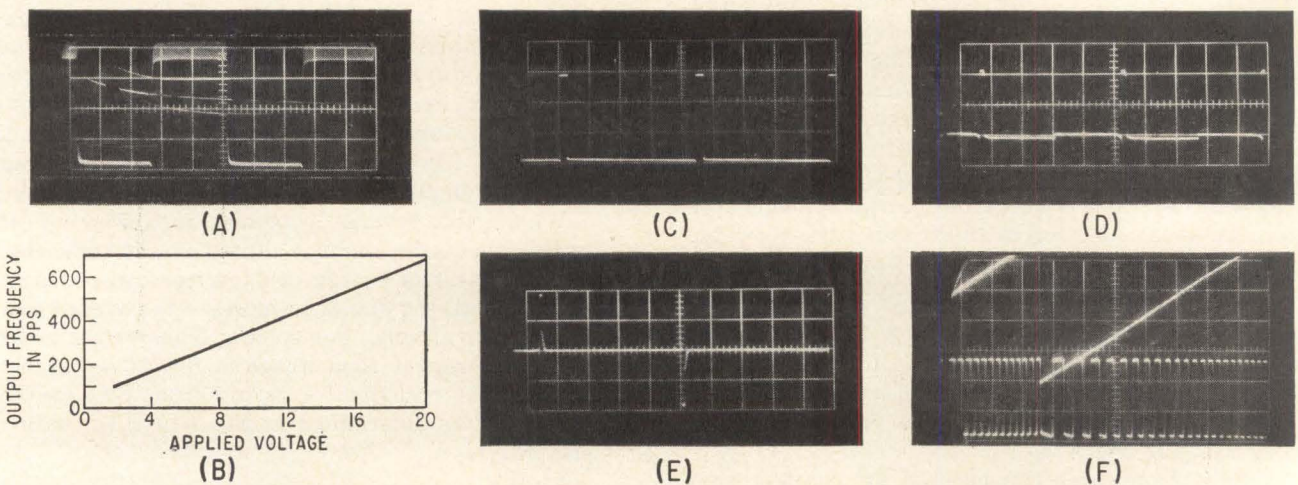 (A)
(C)
(D)
OUTPUT FREQUENCY
IN PPS
600
400
200
0
0 4 8 12 16 20
APPLIED VOLTAGE
(B)
(E)
(F)